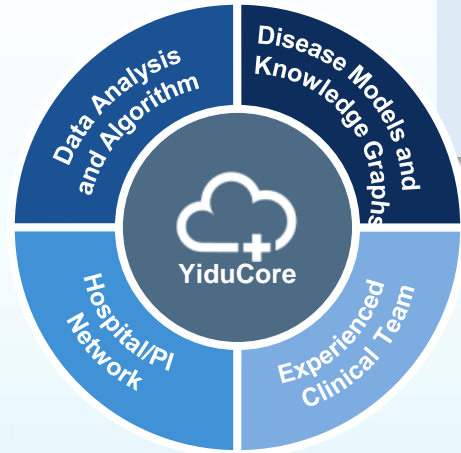 Data Analysis
and Algorithm
Disease Models and
Knowledge Graphs
YiduCore
Hospital/PI
Network
Experienced
Clinical Team